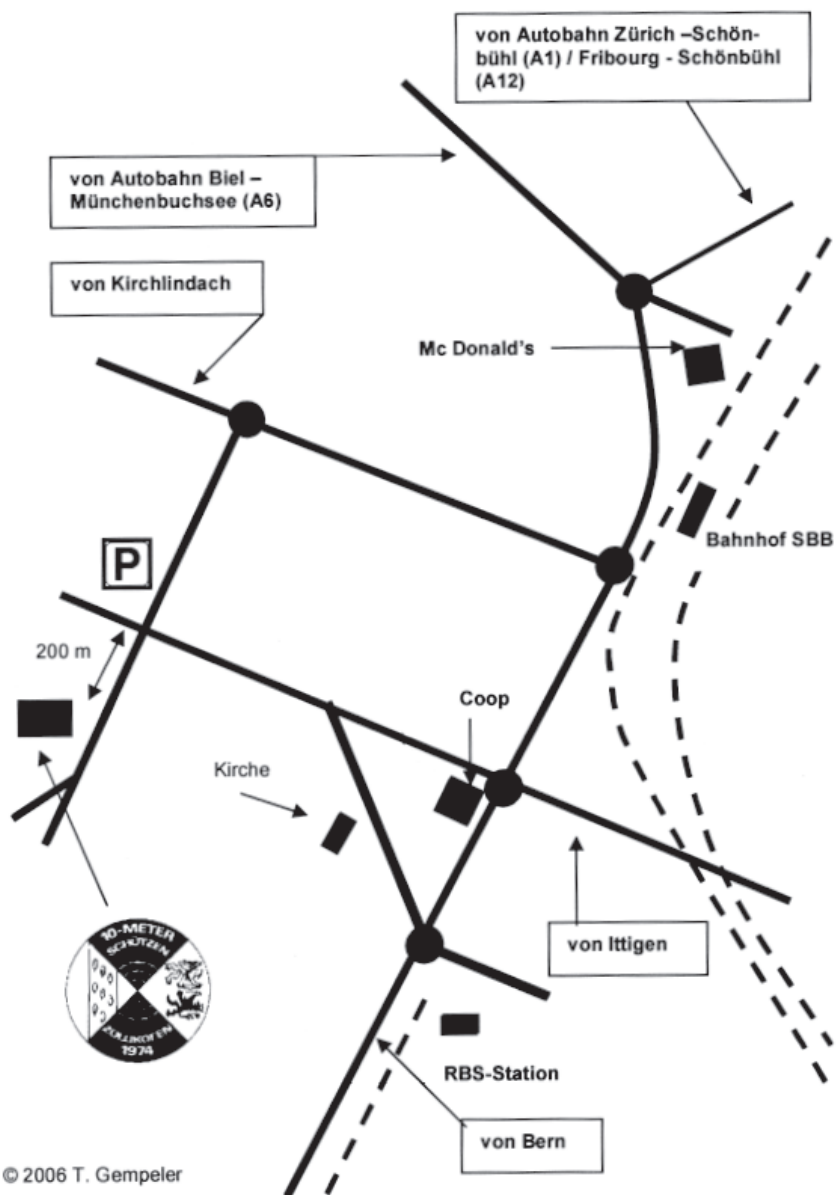 von Autobahn Zürich –Schön-
bühl (A1) / Fribourg - Schönbühl
(A12)
von Autobahn Biel –
Münchenbuchsee (A6)
von Kirchlindach
Mc Donald's
Bahnhof SBB
P
200 m
Coop
Kirche
von Ittigen
10-METER
SCHÜTZEN
ZOLLIKOFEN
1974
RBS-Station
von Bern
© 2006 T. Gempeler